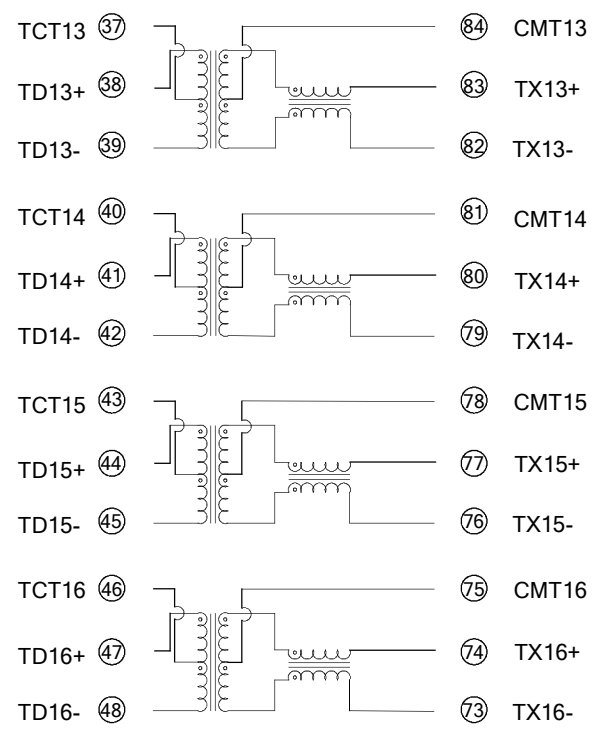 TCT13 37 84 CMT13
TD13+ 38 83 TX13+
TD13- 39 82 TX13-
TCT14 40 81 CMT14
TD14+ 41 80 TX14+
TD14- 42 79 TX14-
TCT15 43 78 CMT15
TD15+ 44 77 TX15+
TD15- 45 76 TX15-
TCT16 46 75 CMT16
TD16+ 47 74 TX16+
TD16- 48 73 TX16-